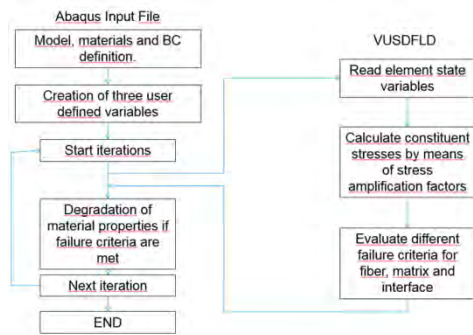 Abaqus Input File
Model, materials and BC
definition.
Creation of three user
defined variables
Start iterations
Degradation of
material properties if
failure criteria are
met
Next iteration
END
VUSDFLD
Read element state
variables
Calculate constituent
stresses by means
of stress
amplification factors
Evaluate different
failure criteria for
fiber, matrix and
interface